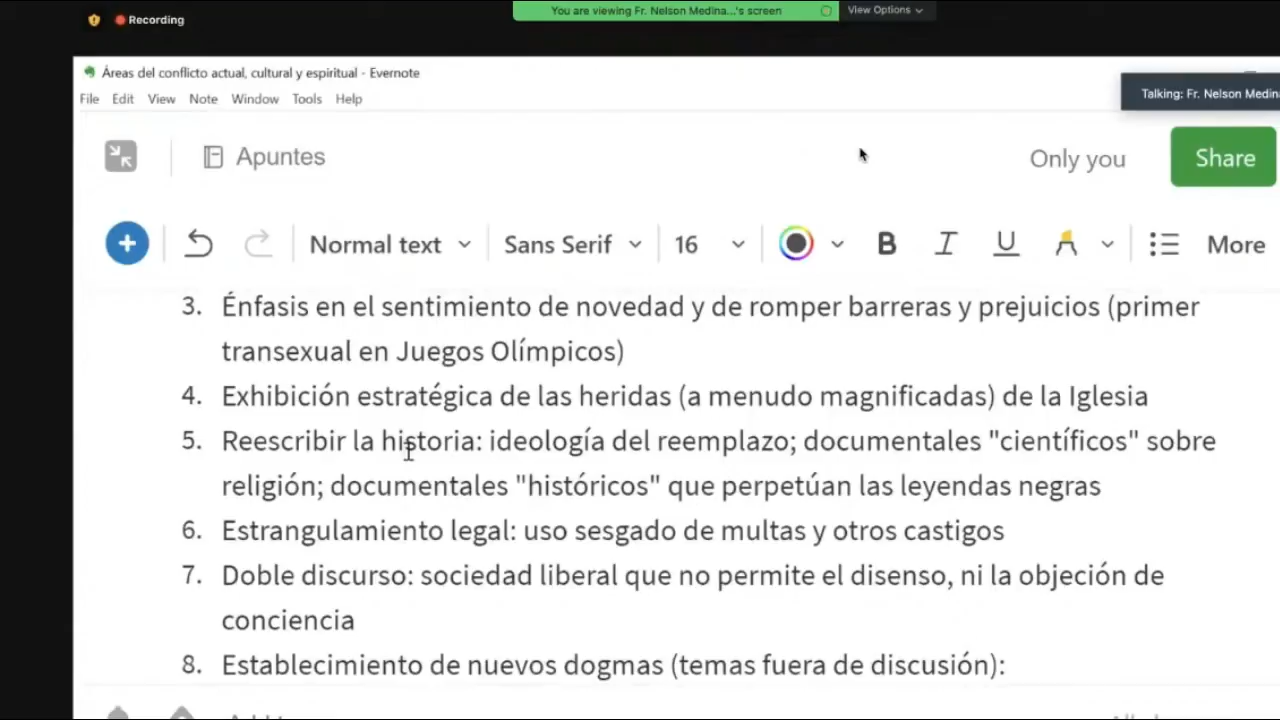 Recording
You are viewing Fr. Nelson Medina...'s screen
View Options
Áreas del conflicto actual, cultural y espiritual - Evernote
Talking: Fr. Nelson Medin
File Edit View Note Window Tools Help
Apuntes
Only you
Share
Normal text Sans Serif 16 B I U A More
3. Énfasis en el sentimiento de novedad y de romper barreras y prejuicios (primer
transexual en Juegos Olímpicos)
4. Exhibición estratégica de las heridas (a menudo magnificadas) de la Iglesia
5. Reescribir la historia: ideología del reemplazo; documentales "científicos" sobre
religión; documentales "históricos" que perpetúan las leyendas negras
6. Estrangulamiento legal: uso sesgado de multas y otros castigos
7. Doble discurso: sociedad liberal que no permite el disenso, ni la objeción de
conciencia
8. Establecimiento de nuevos dogmas (temas fuera de discusión):